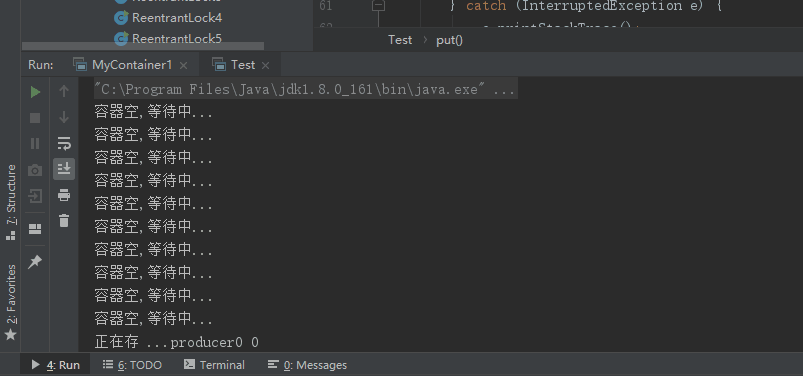 ReentrantLock4
ReentrantLock5
61 } catch (InterruptedException e) {
Test › put()
Run: MyContainer1 × Test ×
"C:\Program Files\Java\jdk1.8.0_161\bin\java.exe" ...
容器空,等待中...
容器空,等待中...
容器空,等待中...
容器空,等待中...
容器空,等待中...
容器空,等待中...
容器空,等待中...
容器空,等待中...
容器空,等待中...
容器空,等待中...
正在存 ...producer0 0
7: Structure
2: Favorites
4: Run 6: TODO Terminal 0: Messages